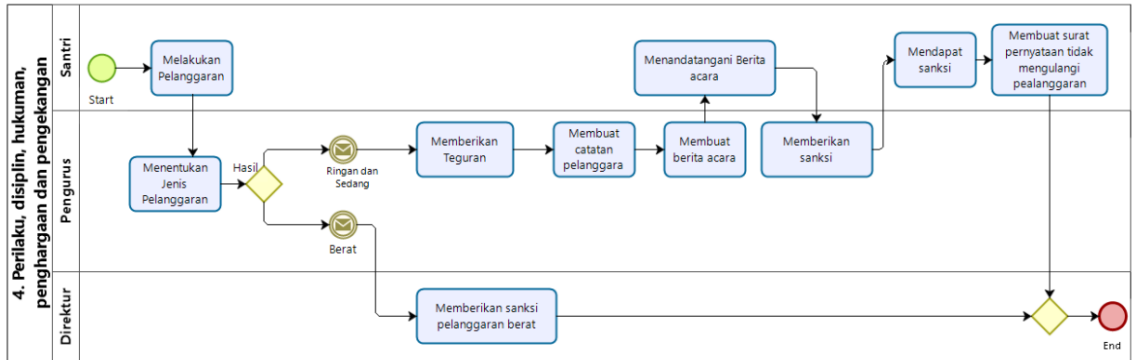 4. Perilaku, disiplin, hukuman,
penghargaan dan pengekangan
Santri
Start
Melakukan
Pelanggaran
Menandatangani Berita
acara
Mendapat
sanksi
Membuat surat
pernyataan tidak
mengulangi
pealanggaran
Pengurus
Menentukan
Jenis
Pelanggaran
Hasil
Ringan dan
Sedang
Berat
Memberikan
Teguran
Membuat
catatan
pelanggara
Membuat
berita acara
Memberikan
sanksi
Direktur
Memberikan sanksi
pelanggaran berat
End